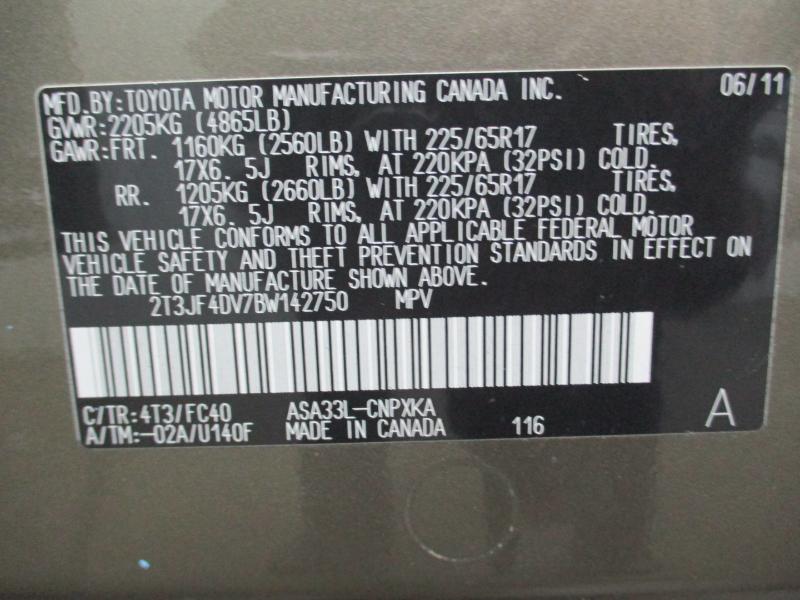 MFD.BY:TOYOTA MOTOR MANUFACTURING CANADA INC. 06/11
GVWR:2205KG (4865LB)
GAWR:FRT. 1160KG (2560LB) WITH 225/65R17 TIRES,
17X6. 5J RIMS, AT 220KPA (32PSI) COLD.
RR. 1205KG (2660LB) WITH 225/65R17 TIRES,
17X6. 5J RIMS, AT 220KPA (32PSI) COLD.
THIS VEHICLE CONFORMS TO ALL APPLICABLE FEDERAL MOTOR
VEHICLE SAFETY AND THEFT PREVENTION STANDARDS IN EFFECT ON
THE DATE OF MANUFACTURE SHOWN ABOVE.
2T3JF4DV7BW142750 MPV
C/TR:4T3/FC40 ASA33L-CNPXKA A
A/TM:-02A/U140F MADE IN CANADA 116